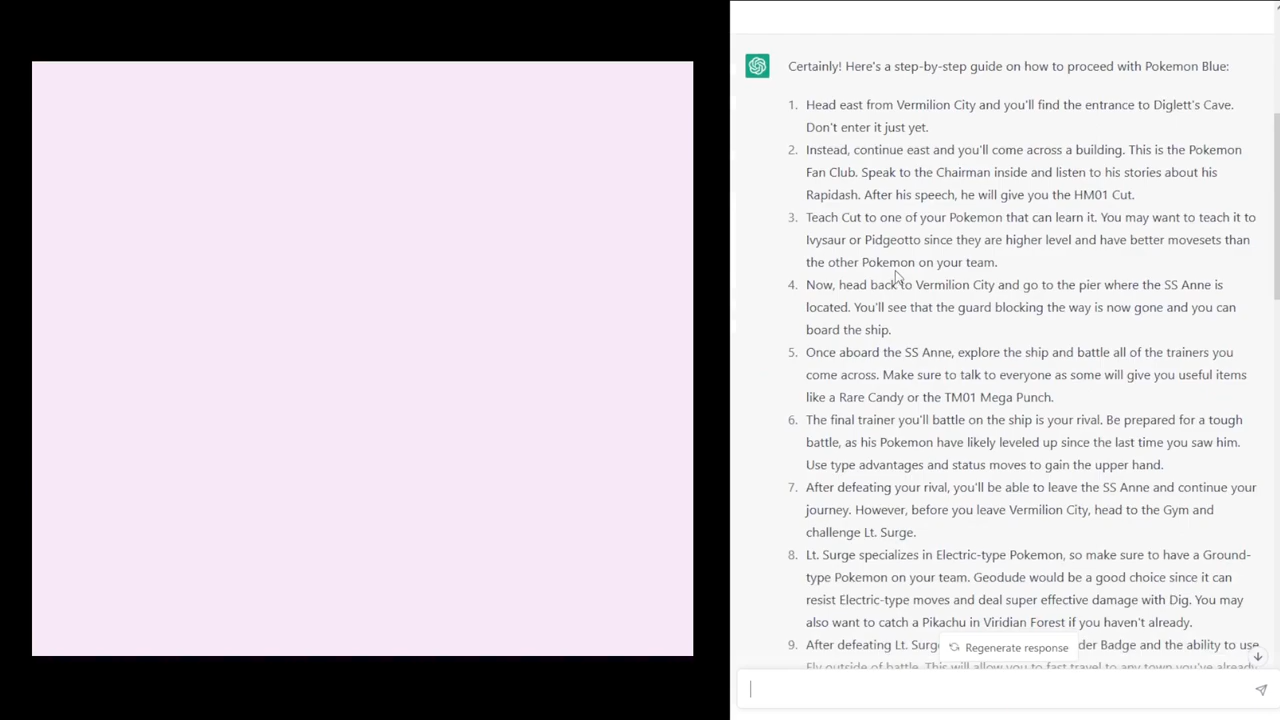 Certainly! Here's a step-by-step guide on how to proceed with Pokemon Blue:
1. Head east from Vermilion City and you'll find the entrance to Diglett's Cave.
Don't enter it just yet.
2. Instead, continue east and you'll come across a building. This is the Pokemon
Fan Club. Speak to the Chairman inside and listen to his stories about his
Rapidash. After his speech, he will give you the HM01 Cut.
3. Teach Cut to one of your Pokemon that can learn it. You may want to teach it to
Ivysaur or Pidgeotto since they are higher level and have better movesets than
the other Pokemon on your team.
4. Now, head back to Vermilion City and go to the pier where the SS Anne is
located. You'll see that the guard blocking the way is now gone and you can
board the ship.
5. Once aboard the SS Anne, explore the ship and battle all of the trainers you
come across. Make sure to talk to everyone as some will give you useful items
like a Rare Candy or the TM01 Mega Punch.
6. The final trainer you'll battle on the ship is your rival. Be prepared for a tough
battle, as his Pokemon have likely leveled up since the last time you saw him.
Use type advantages and status moves to gain the upper hand.
7. After defeating your rival, you'll be able to leave the SS Anne and continue your
journey. However, before you leave Vermilion City, head to the Gym and
challenge Lt. Surge.
8. Lt. Surge specializes in Electric-type Pokemon, so make sure to have a Ground-
type Pokemon on your team. Geodude would be a good choice since it can
resist Electric-type moves and deal super effective damage with Dig. You may
also want to catch a Pikachu in Viridian Forest if you haven't already.
9. After defeating Lt. Surg der Badge and the ability to use
Fly outside of battle. This will allow you to fast travel to any town you've already
Regenerate response